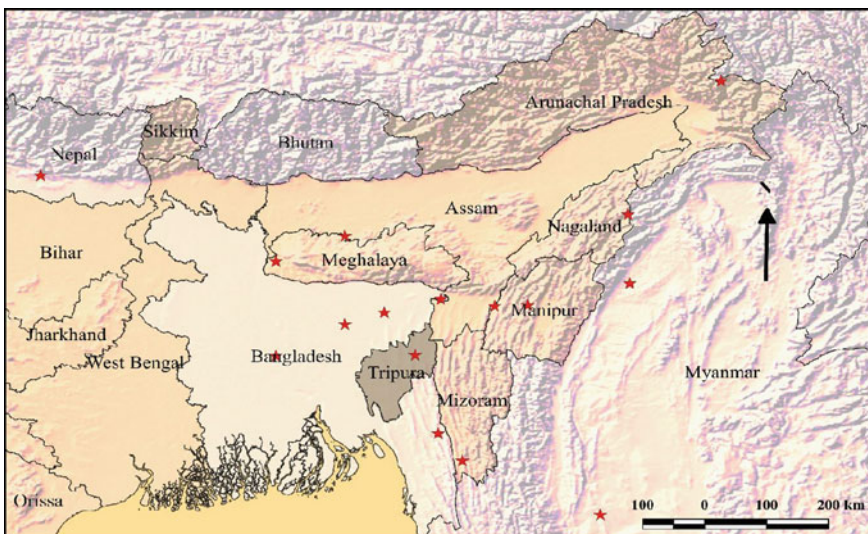 Arunachal Pradesh
Sikkim
Nepal
Bhutan
Assam
Nagaland
Bihar
Meghalaya
Manipur
Jharkhand
West Bengal
Bangladesh
Tripura
Myanmar
Mizoram
Orissa
100 0 100 200 km